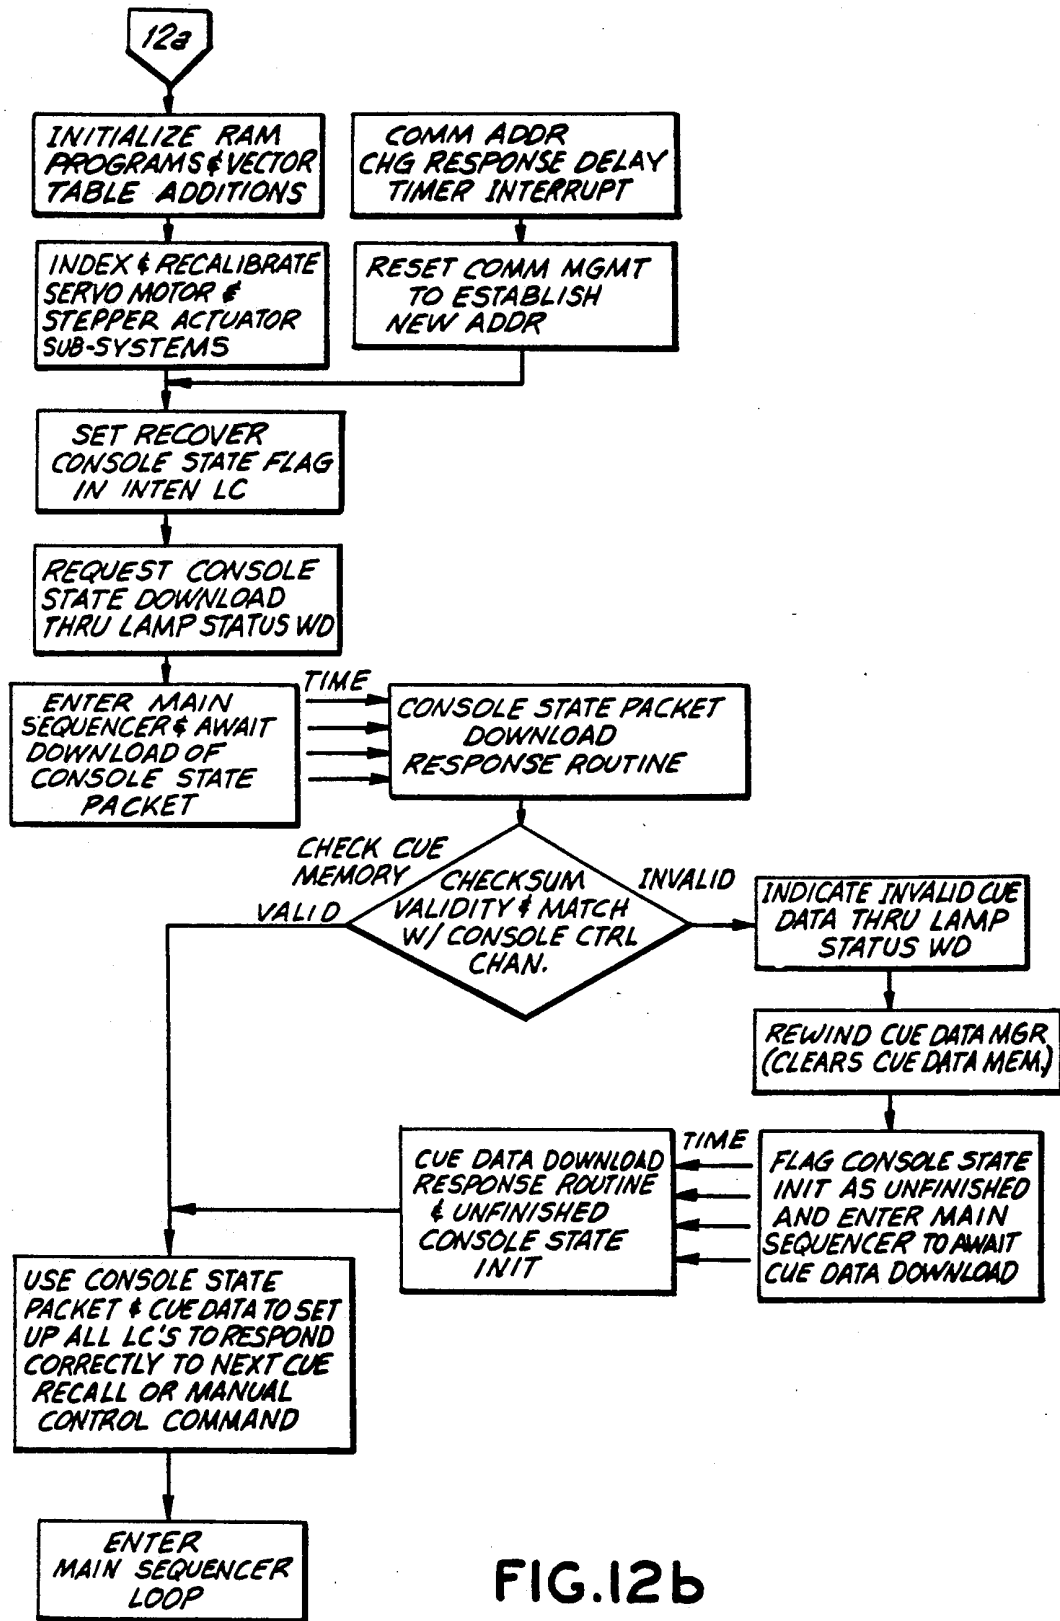 12a
INITIALIZE RAM
PROGRAMS & VECTOR
TABLE ADDITIONS
COMM ADDR
CHG RESPONSE DELAY
TIMER INTERRUPT
INDEX & RECALIBRATE
SERVO MOTOR &
STEPPER ACTUATOR
SUB-SYSTEMS
RESET COMM MGMT
TO ESTABLISH
NEW ADDR
SET RECOVER
CONSOLE STATE FLAG
IN INTEN LC
REQUEST CONSOLE
STATE DOWNLOAD
THRU LAMP STATUS WD
ENTER MAIN
SEQUENCER & AWAIT
DOWNLOAD OF
CONSOLE STATE
PACKET
TIME
CONSOLE STATE PACKET
DOWNLOAD
RESPONSE ROUTINE
CHECK CUE
MEMORY
VALID
CHECKSUM
VALIDITY & MATCH
W/ CONSOLE CTRL
CHAN.
INVALID
INDICATE INVALID CUE
DATA THRU LAMP
STATUS WD
REWIND CUE DATA MGR
(CLEARS CUE DATA MEM.)
FLAG CONSOLE STATE
INIT AS UNFINISHED
AND ENTER MAIN
SEQUENCER TO AWAIT
CUE DATA DOWNLOAD
TIME
CUE DATA DOWNLOAD
RESPONSE ROUTINE
& UNFINISHED
CONSOLE STATE
INIT
USE CONSOLE STATE
PACKET & CUE DATA TO SET
UP ALL LC'S TO RESPOND
CORRECTLY TO NEXT CUE
RECALL OR MANUAL
CONTROL COMMAND
ENTER
MAIN SEQUENCER
LOOP
FIG.12b